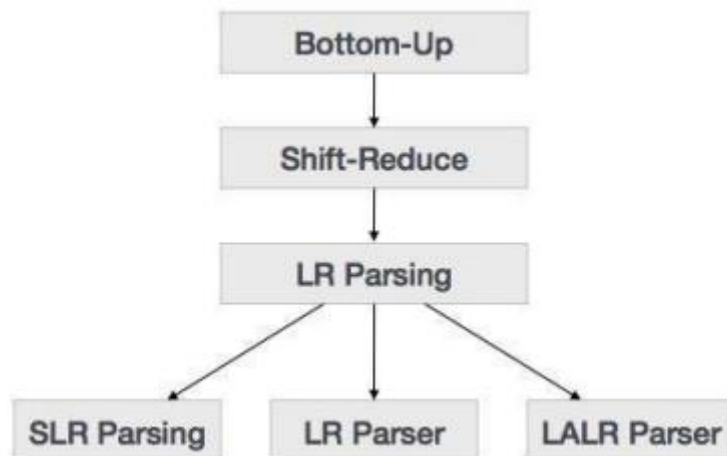 Bottom-Up
Shift-Reduce
LR Parsing
SLR Parsing
LR Parser
LALR Parser